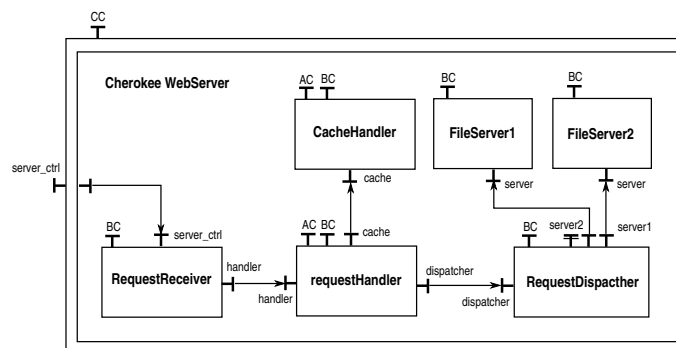 CC
Cherokee WebServer
AC BC
CacheHandler
BC
FileServer1
BC
FileServer2
server_ctrl
cache
server
server
BC
server_ctrl
RequestReceiver
handler
handler
AC BC
cache
requestHandler
dispatcher
dispatcher
BC
server2
server1
RequestDispacther